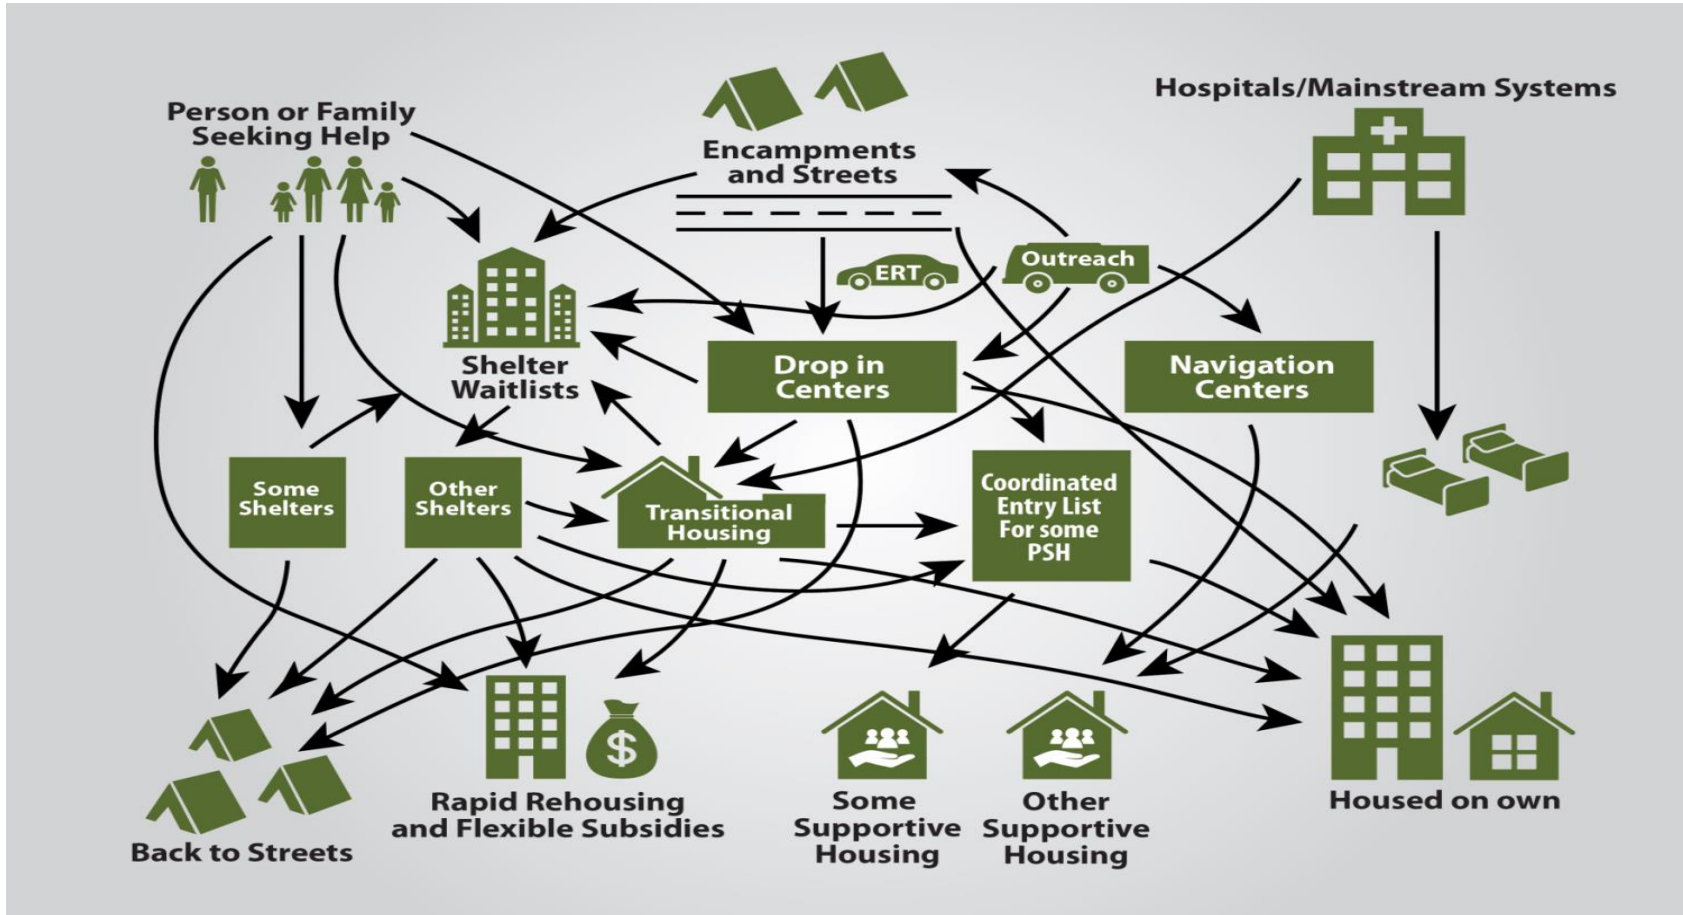 Person or Family
Seeking Help
Encampments
and Streets
Hospitals/Mainstream Systems
ERT
Outreach
Shelter
Waitlists
Drop in
Centers
Navigation
Centers
Some
Shelters
Other
Shelters
Transitional
Housing
Coordinated
Entry List
For some
PSH
Back to Streets
$
Rapid Rehousing
and Flexible Subsidies
Some
Supportive
Housing
Other
Supportive
Housing
Housed on own